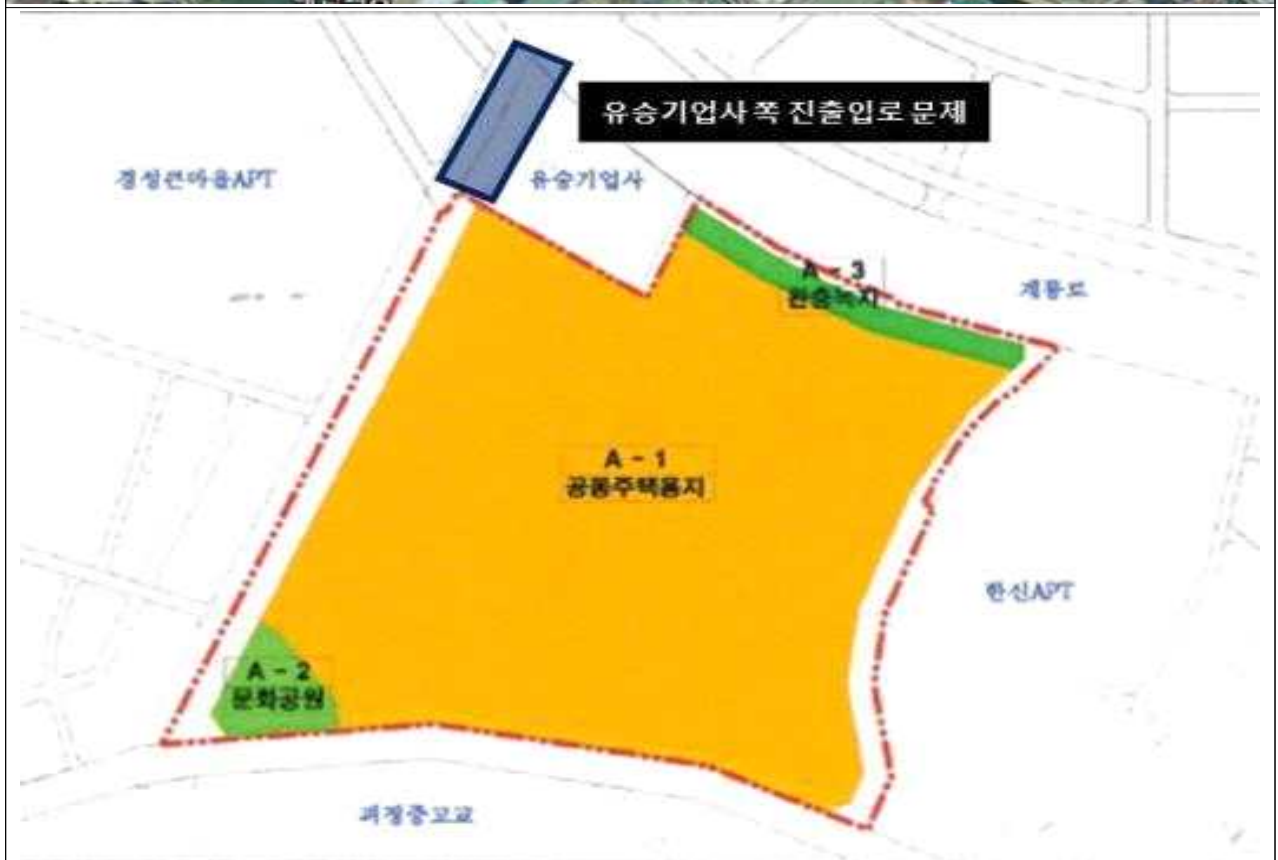 유승기업사 쪽 진출입로 문제
경성큰마을APT
유승기업사
A - 3
완충녹지
계룡로
A - 1
공동주택용지
한신APT
A - 2
문화공원
괴정중고교